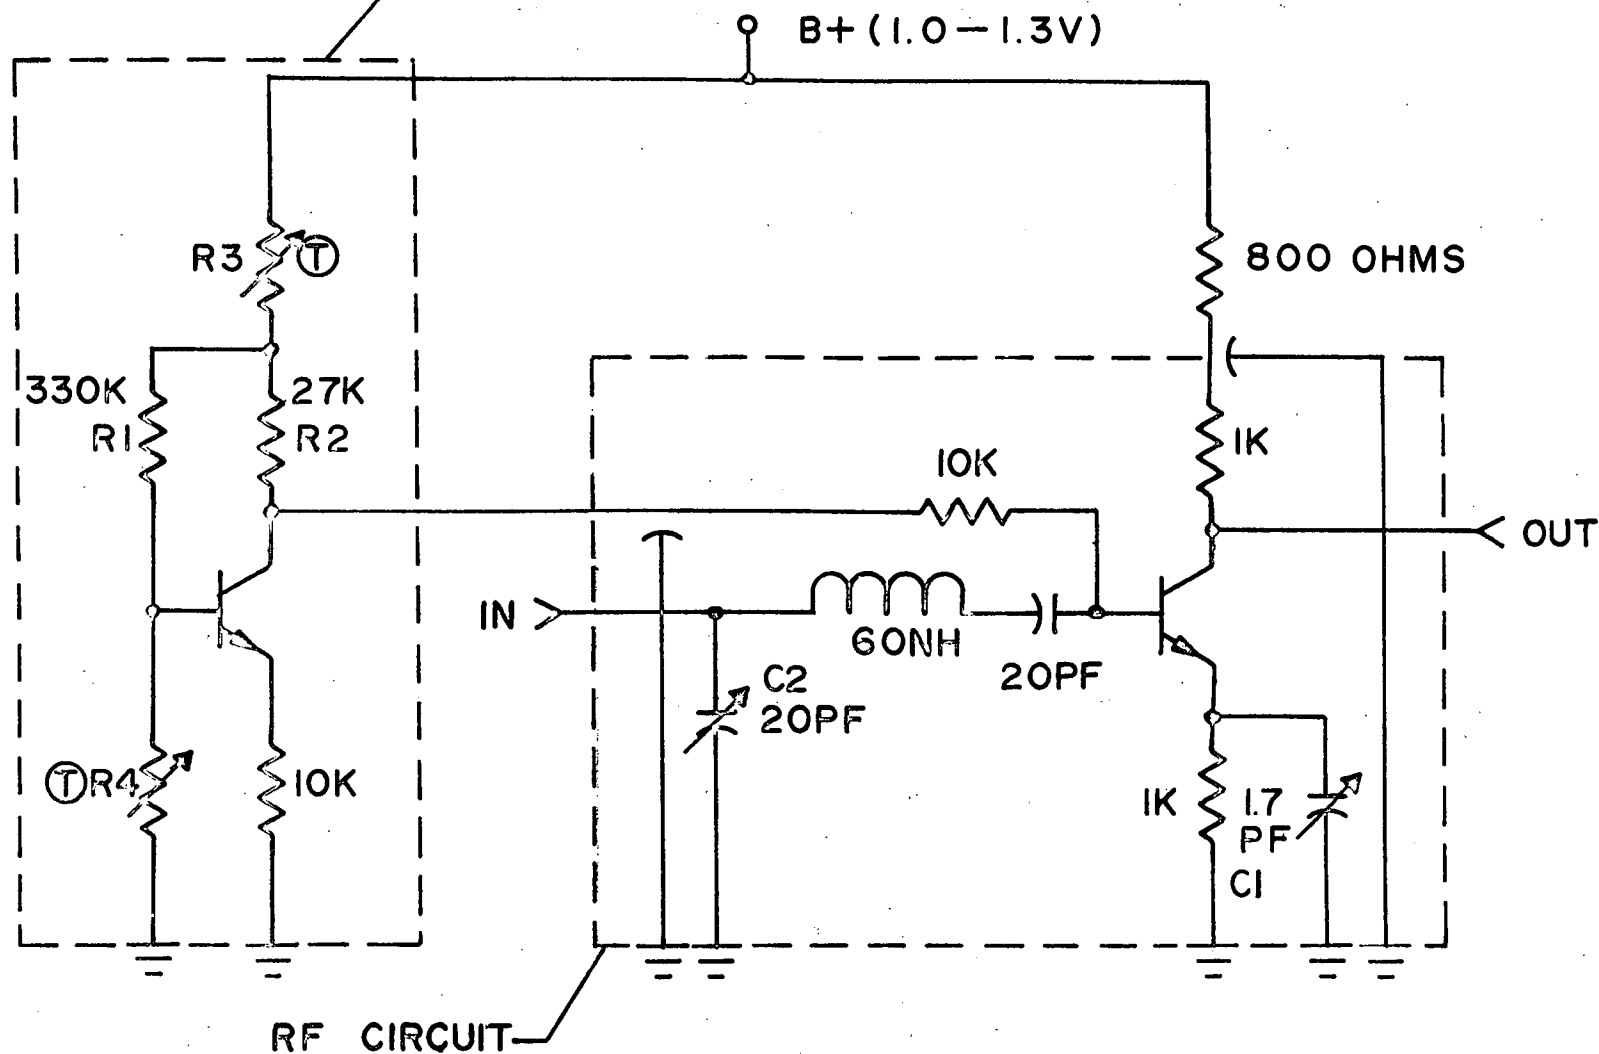 B+ (1.0 — 1.3V)
R3 T
800 OHMS
330K
R1
27K
R2
10K
1K
OUT
IN
60NH
20PF
C2
20PF
T R4
10K
1K
1.7
PF
C1
RF CIRCUIT